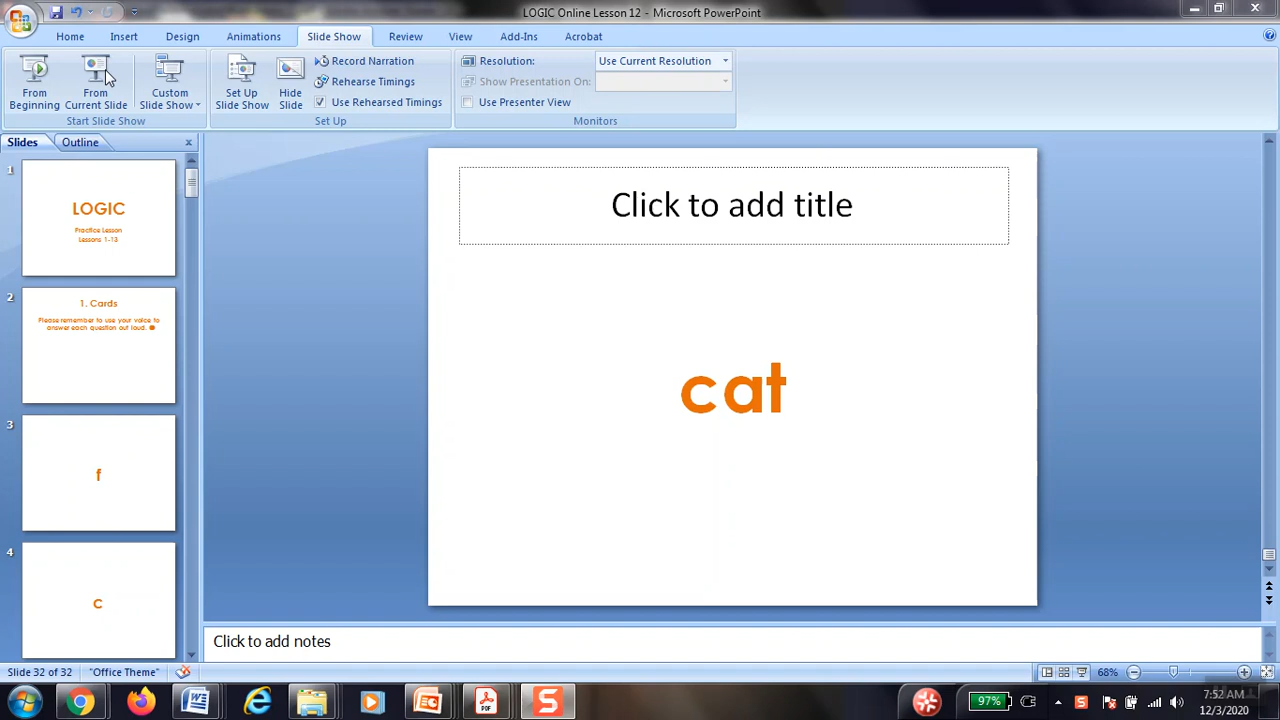 LOGIC Online Lesson 12 - Microsoft PowerPoint
Home Insert Design Animations Slide Show Review View Add-Ins Acrobat
From Beginning
From Current Slide
Custom Slide Show
Start Slide Show
Set Up Slide Show
Hide Slide
Record Narration
Rehearse Timings
Use Rehearsed Timings
Set Up
Resolution: Use Current Resolution
Show Presentation On:
Use Presenter View
Monitors
Slides Outline
1
LOGIC
Practice Lesson
Lessons 1-13
2
1. Cards
Please remember to use your voice to
answer each question out loud.
3
f
4
c
Click to add title
cat
Click to add notes
Slide 32 of 32 "Office Theme" 68%
97%
7:52 AM
12/3/2020